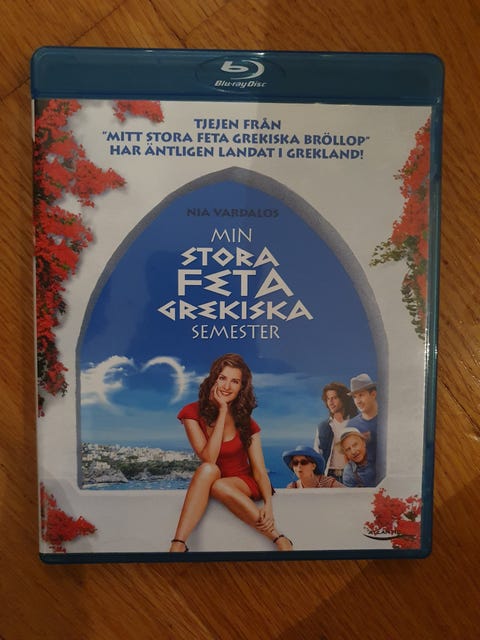 Blu-ray Disc
TJEJEN FRÅN
"MITT STORA FETA GREKISKA BRÖLLOP"
HAR ÄNTLIGEN LANDAT I GREKLAND!
NIA VARDALOS
MIN
STORA
FETA
GREKISKA
SEMESTER
ATLANTIC